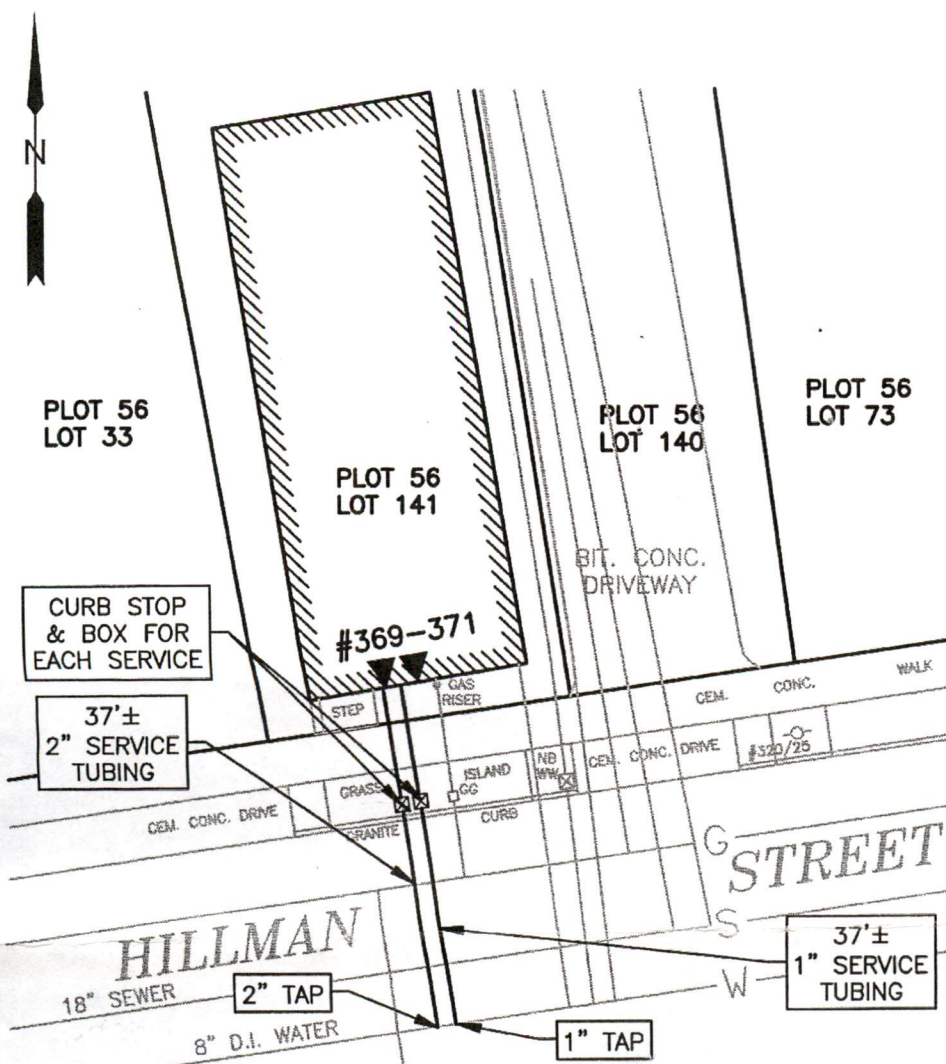 N
PLOT 56
LOT 33
PLOT 56
LOT 141
PLOT 56
LOT 140
PLOT 56
LOT 73
BIT. CONC.
DRIVEWAY
CURB STOP
& BOX FOR
EACH SERVICE
#369-371
GAS
RISER
STEP
CEM. CONC. WALK
37'±
2" SERVICE
TUBING
GRASS
ISLAND
GG
NB
WW
CEM. CONC. DRIVE
#320/25
CEM. CONC. DRIVE
GRANITE CURB
G
HILLMAN STREET
S
18" SEWER
W
37'±
1" SERVICE
TUBING
2" TAP
8" D.I. WATER
1" TAP